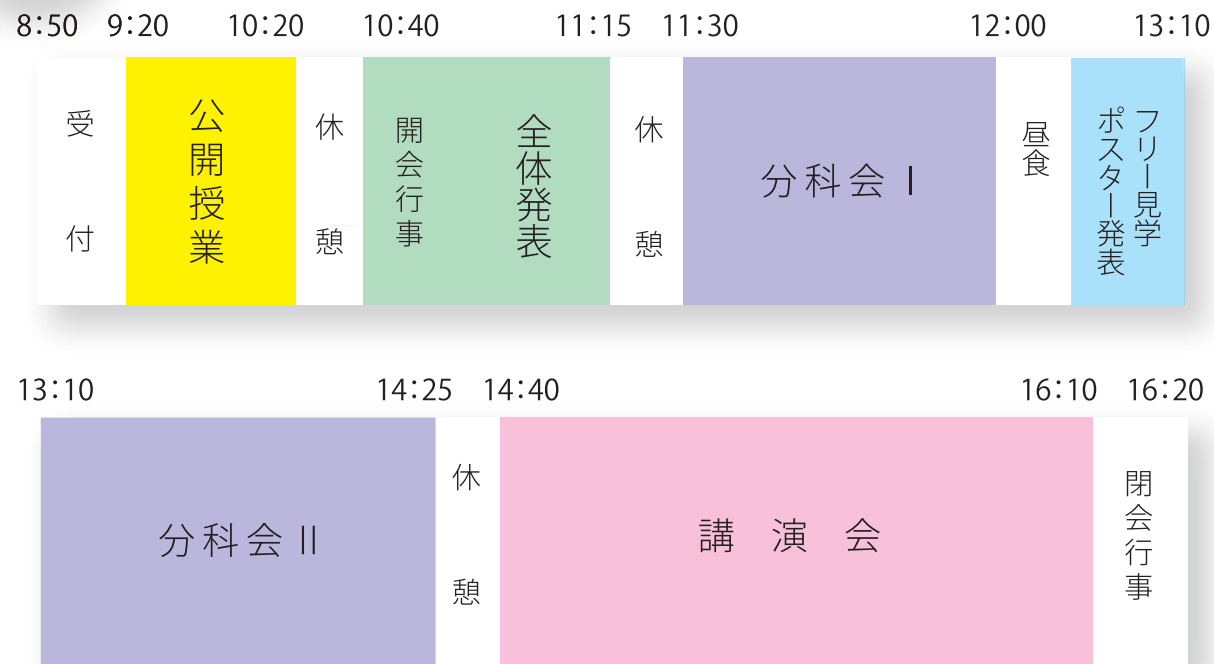 8:50 9:20 10:20 10:40 11:15 11:30 12:00 13:10
受付
公開授業
休憩
開会行事
全体発表
休憩
分科会Ⅰ
昼食
フリー見学
ポスター発表
13:10 14:25 14:40 16:10 16:20
分科会Ⅱ
休憩
講演会
閉会行事